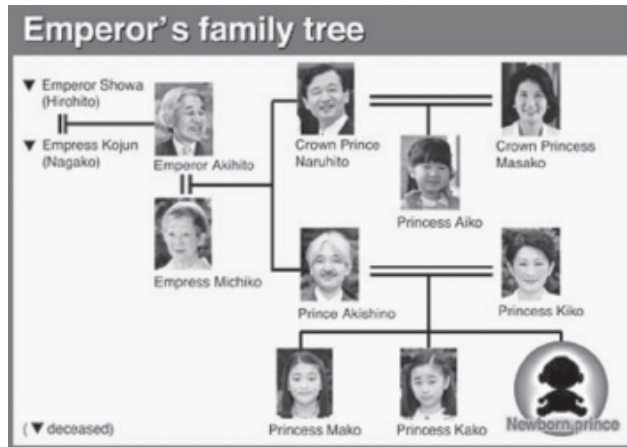 Emperor's family tree
▼ Emperor Showa
(Hirohito)
▼ Empress Kojun
(Nagako)
Emperor Akihito
Empress Michiko
Crown Prince
Naruhito
Crown Princess
Masako
Princess Aiko
Prince Akishino
Princess Kiko
Princess Mako
Princess Kako
Newborn prince
(▼ deceased)